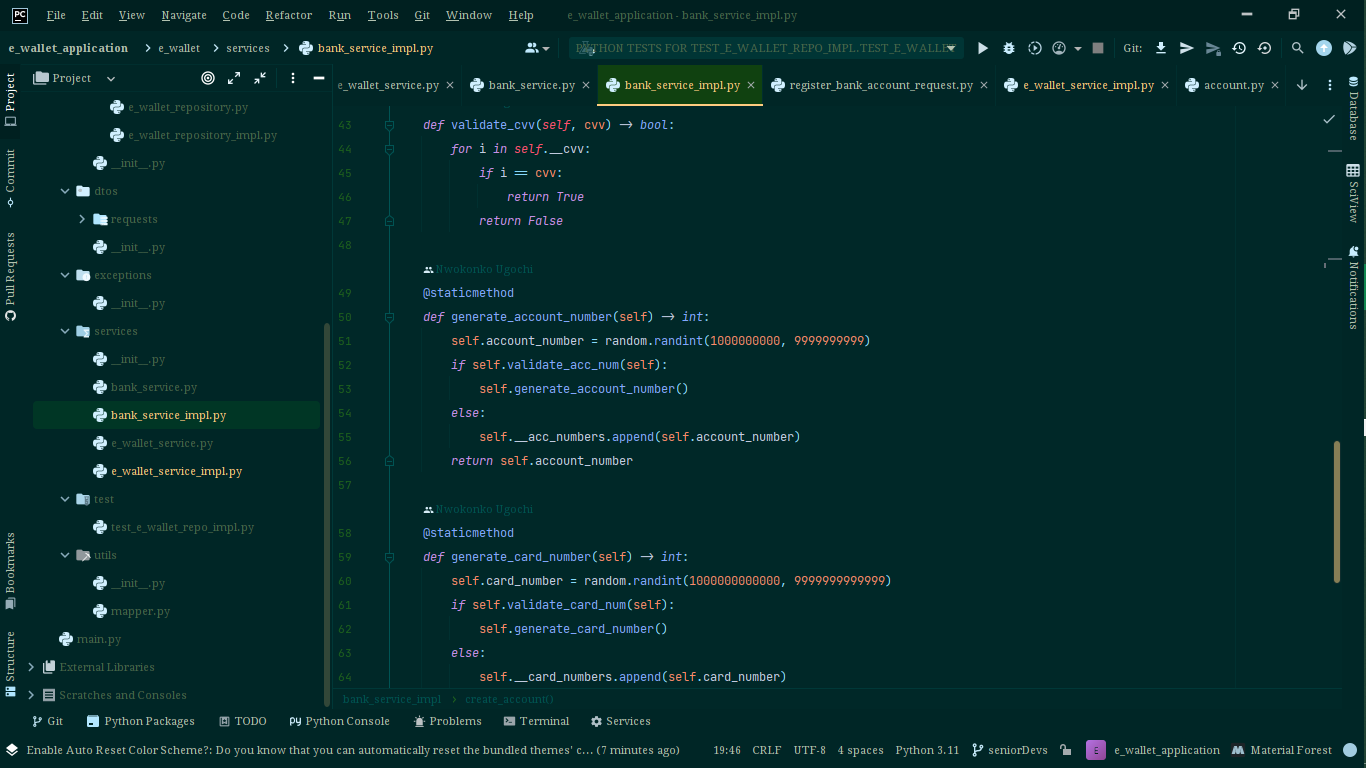 PC File Edit View Navigate Code Refactor Run Tools Git Window Help e_wallet_application - bank_service_impl.py
e_wallet_application e_wallet services bank_service_impl.py PYTHON TESTS FOR TEST_E_WALLET_REPO_IMPL.TEST_E_WALLE Git:
Project
e_wallet_service.py bank_service.py bank_service_impl.py register_bank_account_request.py e_wallet_service_impl.py account.py
Project
Commit
Pull Requests
Bookmarks
Structure
e_wallet_repository.py
e_wallet_repository_impl.py
__init__.py
dtos
requests
__init__.py
exceptions
__init__.py
services
__init__.py
bank_service.py
bank_service_impl.py
e_wallet_service.py
e_wallet_service_impl.py
test
test_e_wallet_repo_impl.py
utils
__init__.py
mapper.py
main.py
External Libraries
Scratches and Consoles
43 def validate_cvv(self, cvv) -> bool:
44 for i in self.__cvv:
45 if i == cvv:
46 return True
47 return False
48
Nwokonko Ugochi
49 @staticmethod
50 def generate_account_number(self) -> int:
51 self.account_number = random.randint(1000000000, 9999999999)
52 if self.validate_acc_num(self):
53 self.generate_account_number()
54 else:
55 self.__acc_numbers.append(self.account_number)
56 return self.account_number
57
Nwokonko Ugochi
58 @staticmethod
59 def generate_card_number(self) -> int:
60 self.card_number = random.randint(1000000000000, 9999999999999)
61 if self.validate_card_num(self):
62 self.generate_card_number()
63 else:
64 self.__card_numbers.append(self.card_number)
bank_service_impl > create_account()
Database
SciView
Notifications
Git Python Packages TODO Python Console Problems Terminal Services
Enable Auto Reset Color Scheme?: Do you know that you can automatically reset the bundled themes' c... (7 minutes ago) 19:46 CRLF UTF-8 4 spaces Python 3.11 seniorDevs E e_wallet_application Material Forest